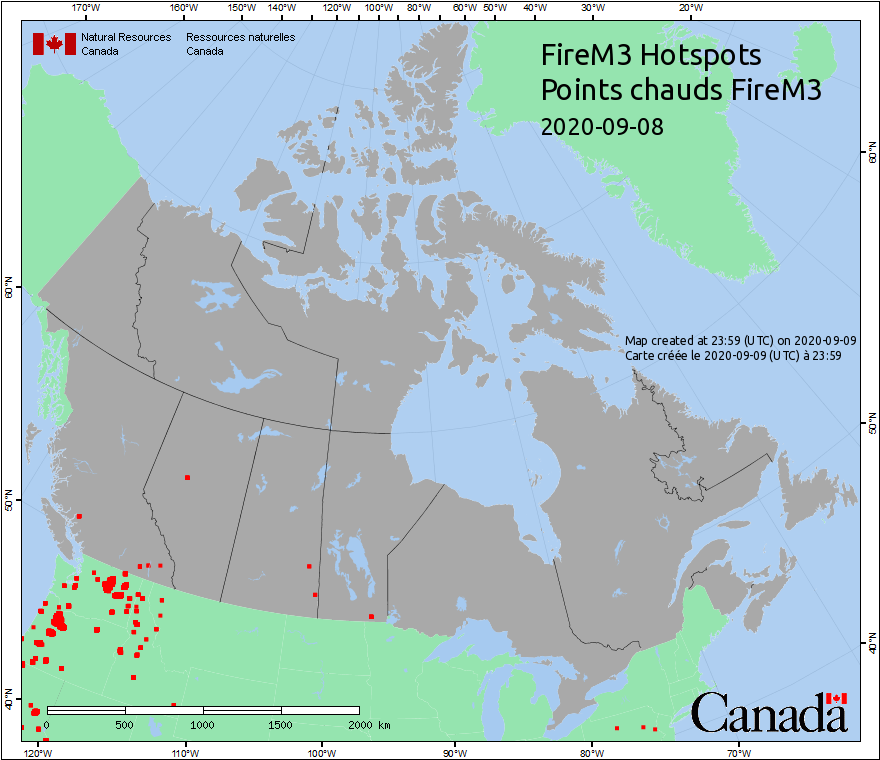 170°W 160°W 150°W 140°W 120°W 100°W 80°W 60°W 50°W 40°W 30°W 20°W
Natural Resources Ressources naturelles
Canada Canada
FireM3 Hotspots
Points chauds FireM3
2020-09-08
60°N
60°N
Map created at 23:59 (UTC) on 2020-09-09
Carte créée le 2020-09-09 (UTC) à 23:59
50°N
50°N
40°N
40°N
0 500 1000 1500 2000 km
Canada
120°W 110°W 100°W 90°W 80°W 70°W